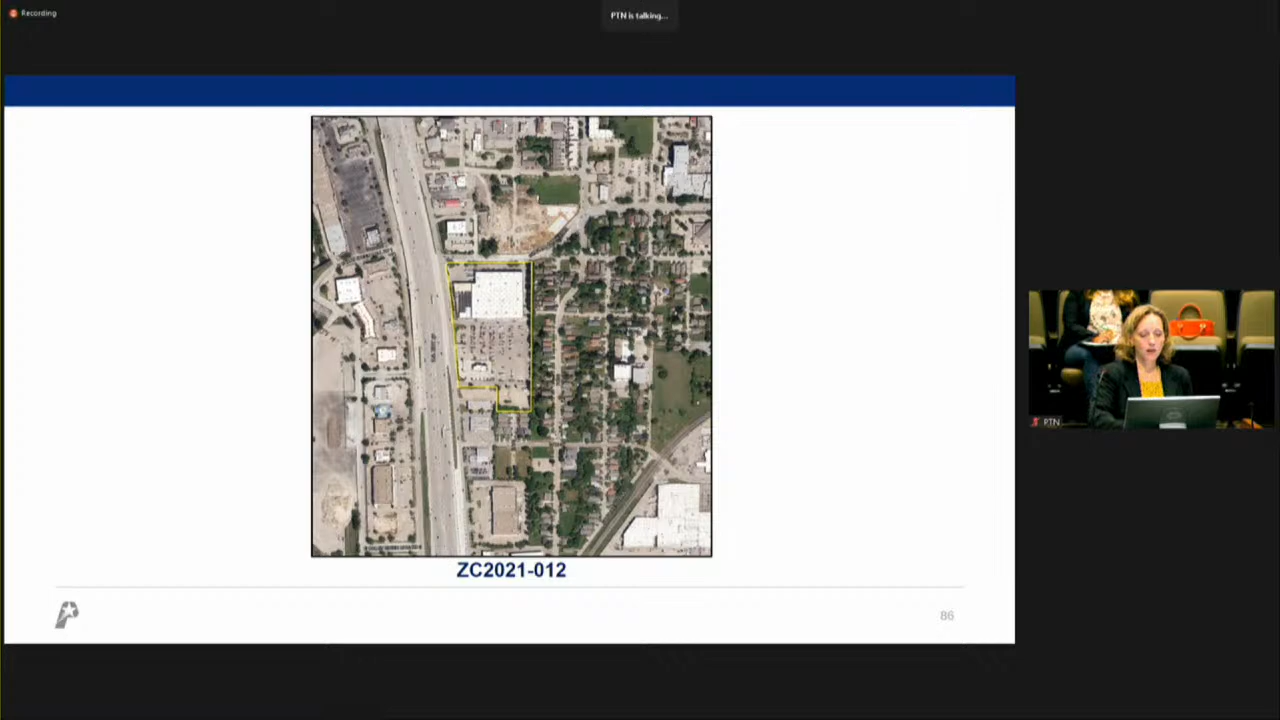 Recording
PTN is talking...
ZC2021-012
86
PTN